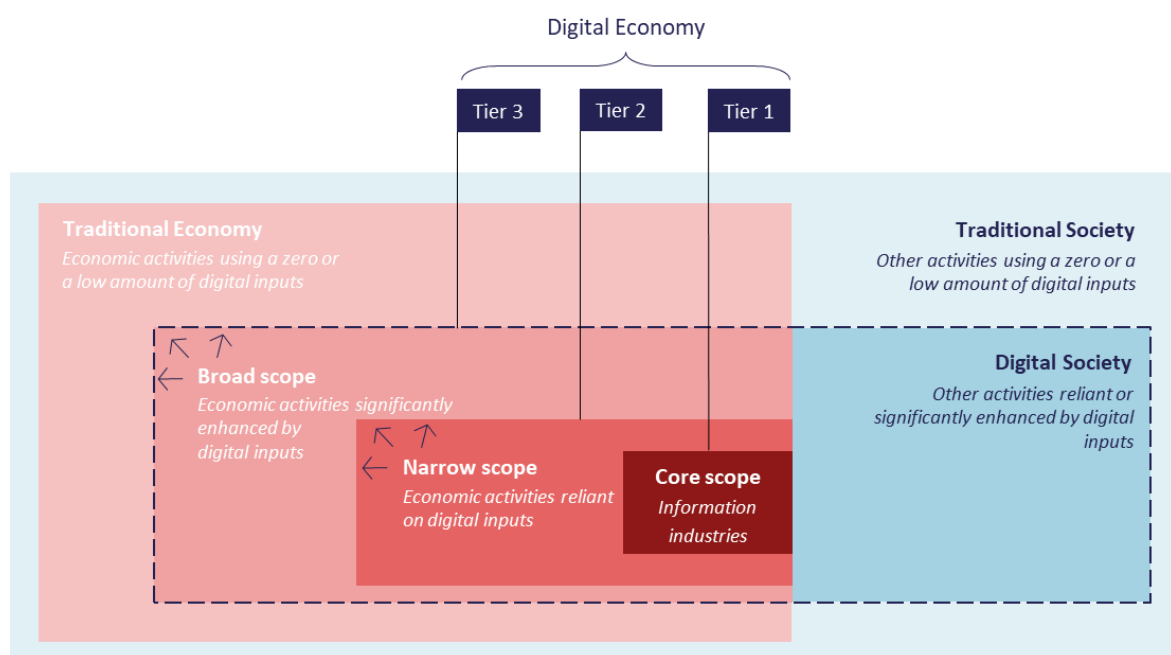 Digital Economy
Tier 3
Tier 2
Tier 1
Traditional Economy
Economic activities using a zero or
a low amount of digital inputs
Traditional Society
Other activities using a zero or a
low amount of digital inputs
Broad scope
Economic activities significantly
enhanced by
digital inputs
Digital Society
Other activities reliant or
significantly enhanced by digital
inputs
Narrow scope
Economic activities reliant
on digital inputs
Core scope
Information
industries